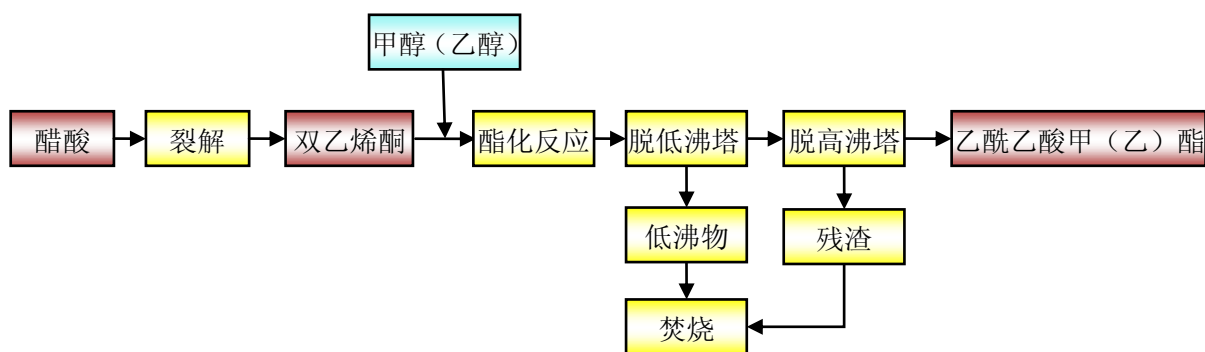 甲醇（乙醇）
醋酸
裂解
双乙烯酮
酯化反应
脱低沸塔
脱高沸塔
乙酰乙酸甲（乙）酯
低沸物
残渣
焚烧